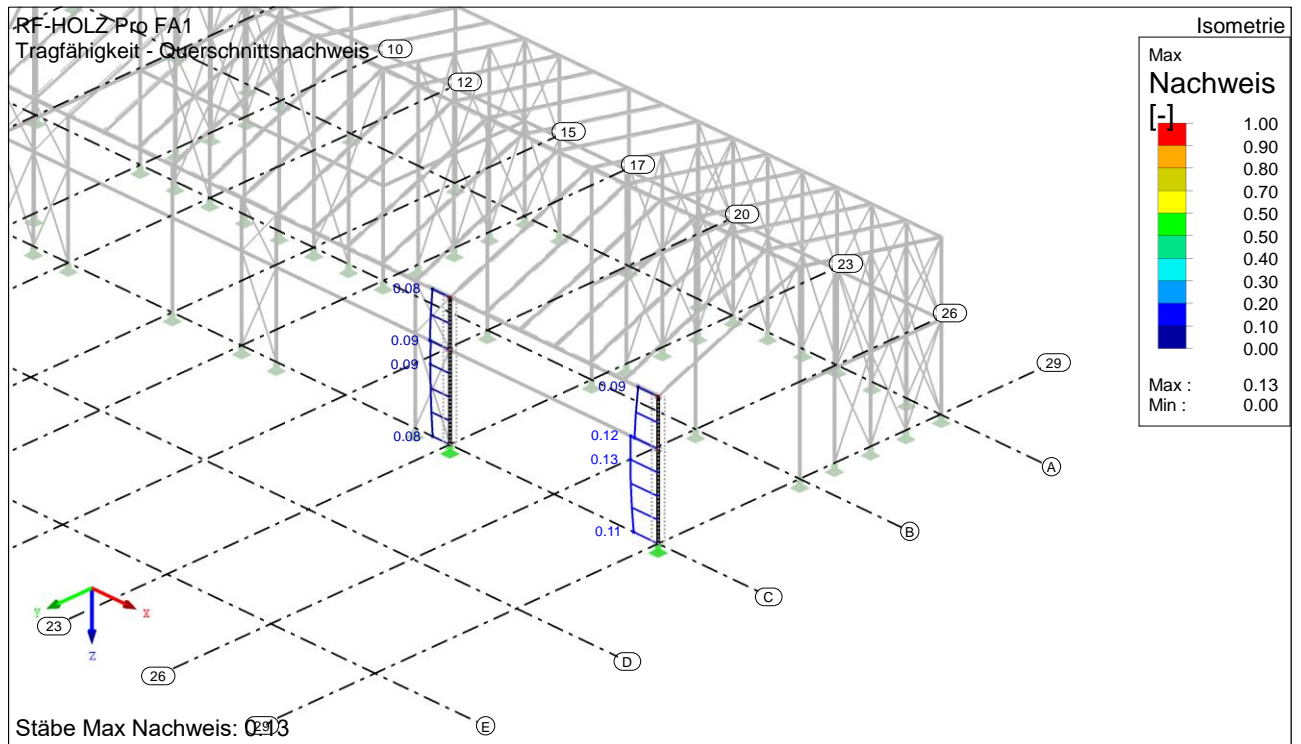 RF-HOLZ Pro FA1
Tragfähigkeit - Querschnittsnachweis
Isometrie
Max
Nachweis
[-]
1.00
0.90
0.80
0.70
0.50
0.50
0.40
0.30
0.20
0.10
0.00
Max : 0.13
Min : 0.00
10
12
15
17
20
23
26
29
A
B
C
D
E
0.08
0.09
0.09
0.08
0.09
0.12
0.13
0.11
Y
X
Z
23
26
29
Stäbe Max Nachweis: 0.13